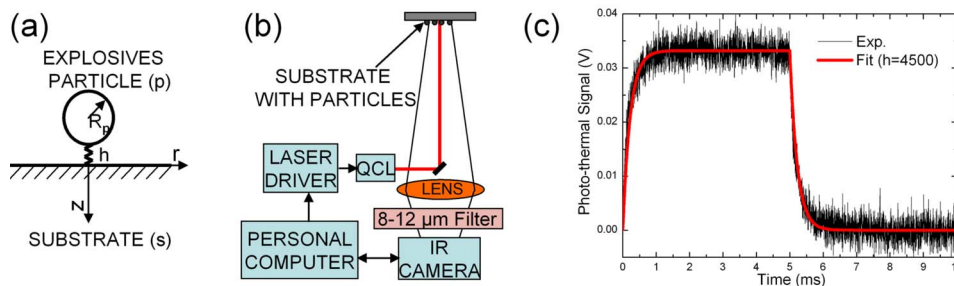 (a)
EXPLOSIVES
PARTICLE (p)
Rp
h
r
z
SUBSTRATE (s)
(b)
SUBSTRATE
WITH PARTICLES
LASER
DRIVER
QCL
LENS
8-12 µm Filter
PERSONAL
COMPUTER
IR
CAMERA
(c)
Photo-thermal Signal (V)
0.04
0.03
0.02
0.01
0.00
Exp.
Fit (h=4500)
0 1 2 3 4 5 6 7 8 9 10
Time (ms)